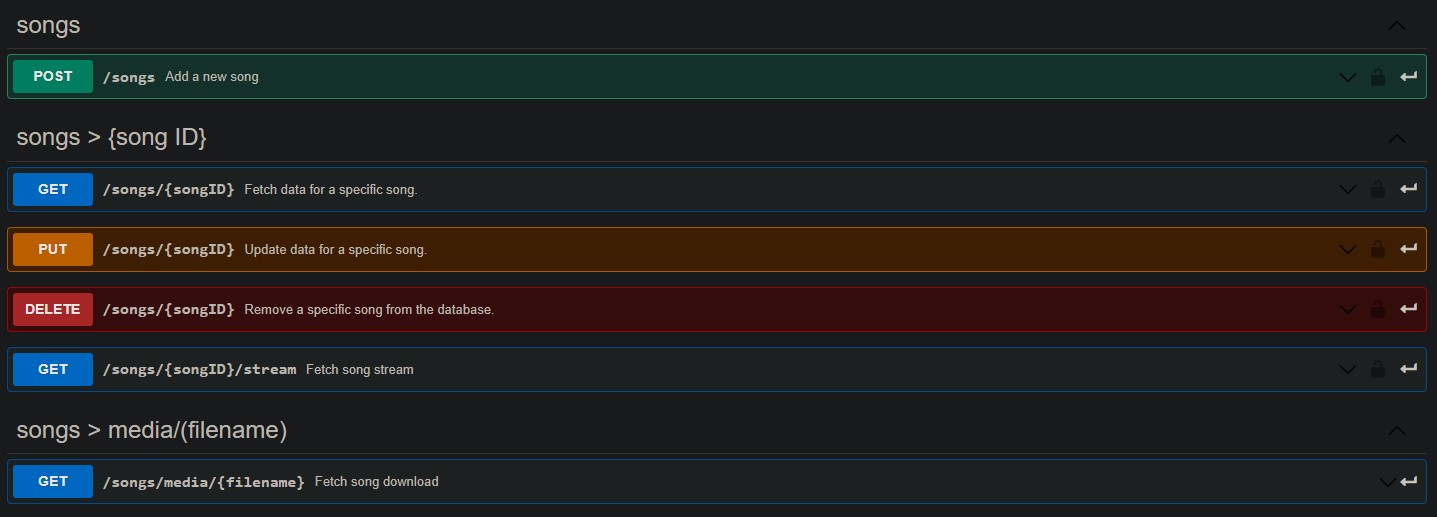 songs
POST /songs Add a new song
songs > {song ID}
GET /songs/{songID} Fetch data for a specific song.
PUT /songs/{songID} Update data for a specific song.
DELETE /songs/{songID} Remove a specific song from the database.
GET /songs/{songID}/stream Fetch song stream
songs > media/(filename)
GET /songs/media/{filename} Fetch song download